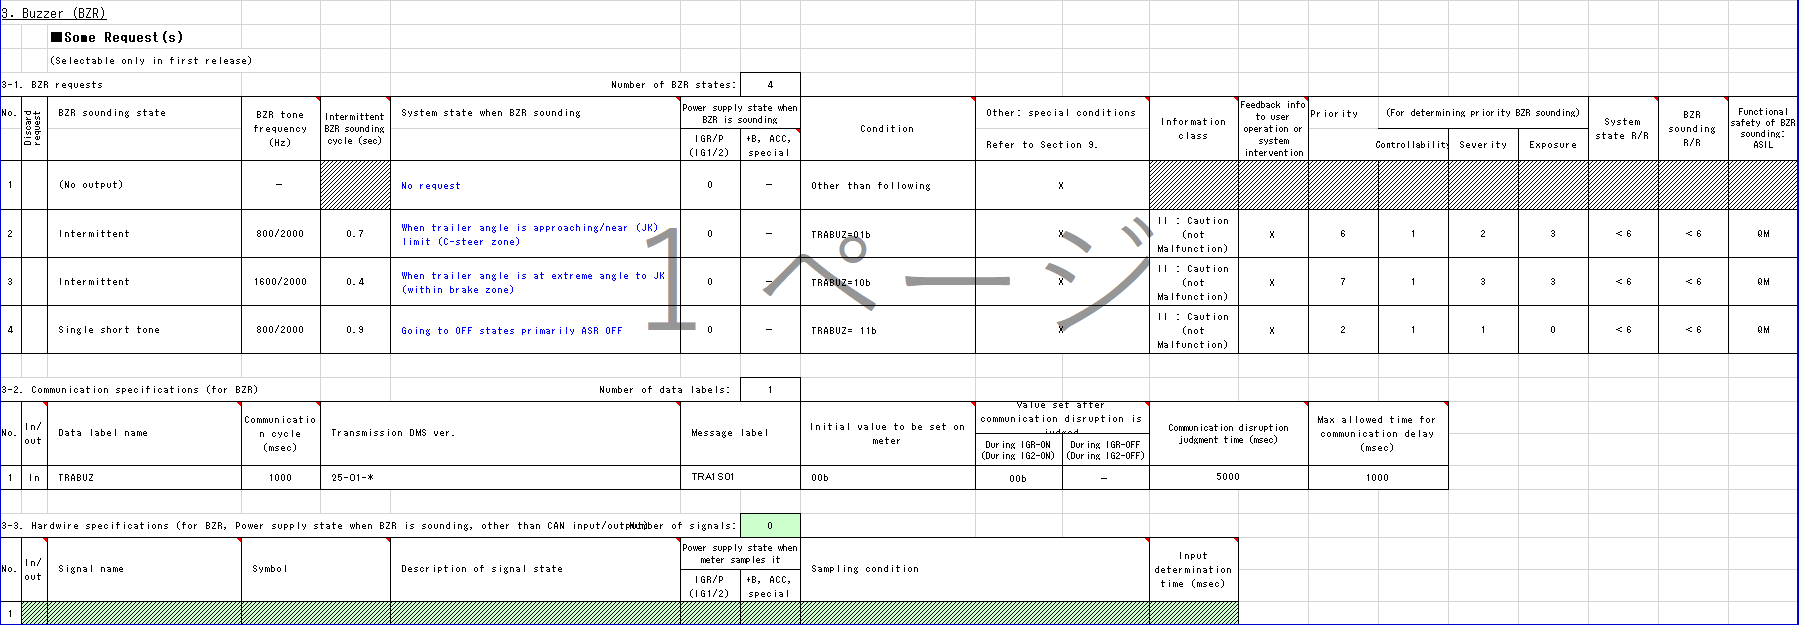 3. Buzzer (BZR)
■Some Request(s)
(Selectable only in first release)
3-1. BZR requests
Number of BZR states:
4
No.
Discard request
BZR sounding state
BZR tone frequency (Hz)
Intermittent BZR sounding cycle (sec)
System state when BZR sounding
Power supply state when BZR is sounding
IGR/P (IG1/2)
+B, ACC, special
Condition
Other: special conditions
Refer to Section 9.
Information class
Feedback info to user operation or system intervention
Priority
(For determining priority BZR sounding)
Controllability
Severity
Exposure
System state R/R
BZR sounding R/R
Functional safety of BZR sounding: ASIL
1
(No output)
—
No request
O
—
Other than following
X
2
Intermittent
800/2000
0.7
When trailer angle is approaching/near (JK) limit (C-steer zone)
O
—
TRABUZ=01b
X
II : Caution (not Malfunction)
X
6
1
2
3
< 6
< 6
QM
3
Intermittent
1600/2000
0.4
When trailer angle is at extreme angle to JK (within brake zone)
O
—
TRABUZ=10b
X
II : Caution (not Malfunction)
X
7
1
3
3
< 6
< 6
QM
4
Single short tone
800/2000
0.9
Going to OFF states primarily ASR OFF
O
—
TRABUZ= 11b
X
II : Caution (not Malfunction)
X
2
1
1
0
< 6
< 6
QM
1 ページ
3-2. Communication specifications (for BZR)
Number of data labels:
1
No.
In/out
Data label name
Communication cycle (msec)
Transmission DMS ver.
Message label
Initial value to be set on meter
Value set after communication disruption is judged
During IGR-ON (During IG2-ON)
During IGR-OFF (During IG2-OFF)
Communication disruption judgment time (msec)
Max allowed time for communication delay (msec)
1
In
TRABUZ
1000
25-01-*
TRA1S01
00b
00b
—
5000
1000
3-3. Hardwire specifications (for BZR, Power supply state when BZR is sounding, other than CAN input/output)
Number of signals:
0
No.
In/out
Signal name
Symbol
Description of signal state
Power supply state when meter samples it
IGR/P (IG1/2)
+B, ACC, special
Sampling condition
Input determination time (msec)
1